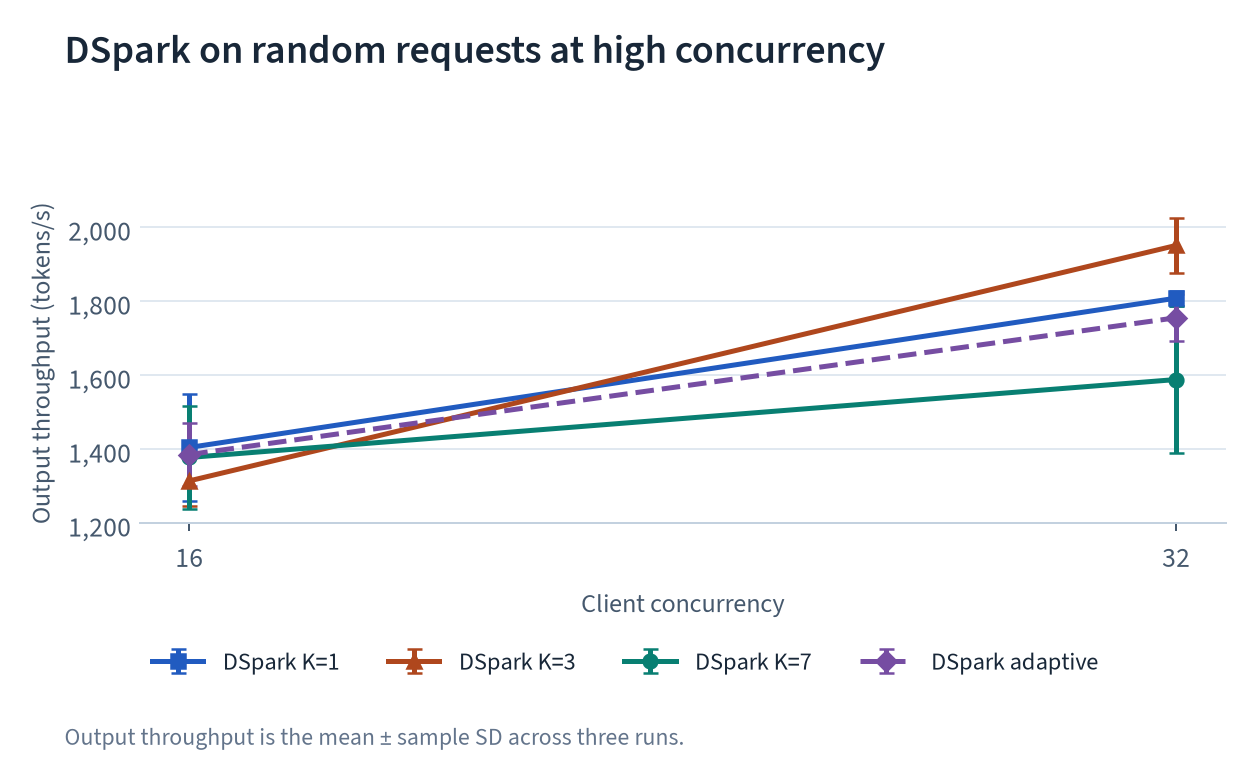 DSpark on random requests at high concurrency
Output throughput (tokens/s)
2,000
1,800
1,600
1,400
1,200
16
32
Client concurrency
DSpark K=1
DSpark K=3
DSpark K=7
DSpark adaptive
Output throughput is the mean ± sample SD across three runs.